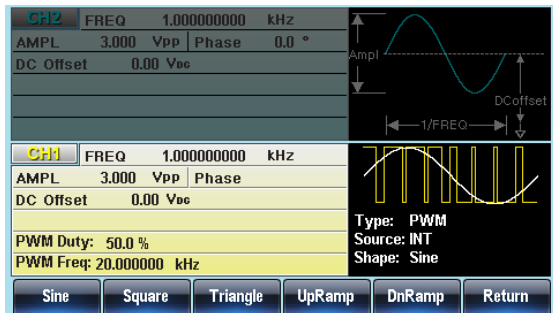 CH2 FREQ 1.000000000 kHz
AMPL 3.000 Vpp Phase 0.0 °
DC Offset 0.00 VDC
Ampl
DCoffset
1/FREQ
CH1 FREQ 1.000000000 kHz
AMPL 3.000 Vpp Phase
DC Offset 0.00 VDC
PWM Duty: 50.0 %
PWM Freq: 20.000000 kHz
Type: PWM
Source: INT
Shape: Sine
Sine Square Triangle UpRamp DnRamp Return